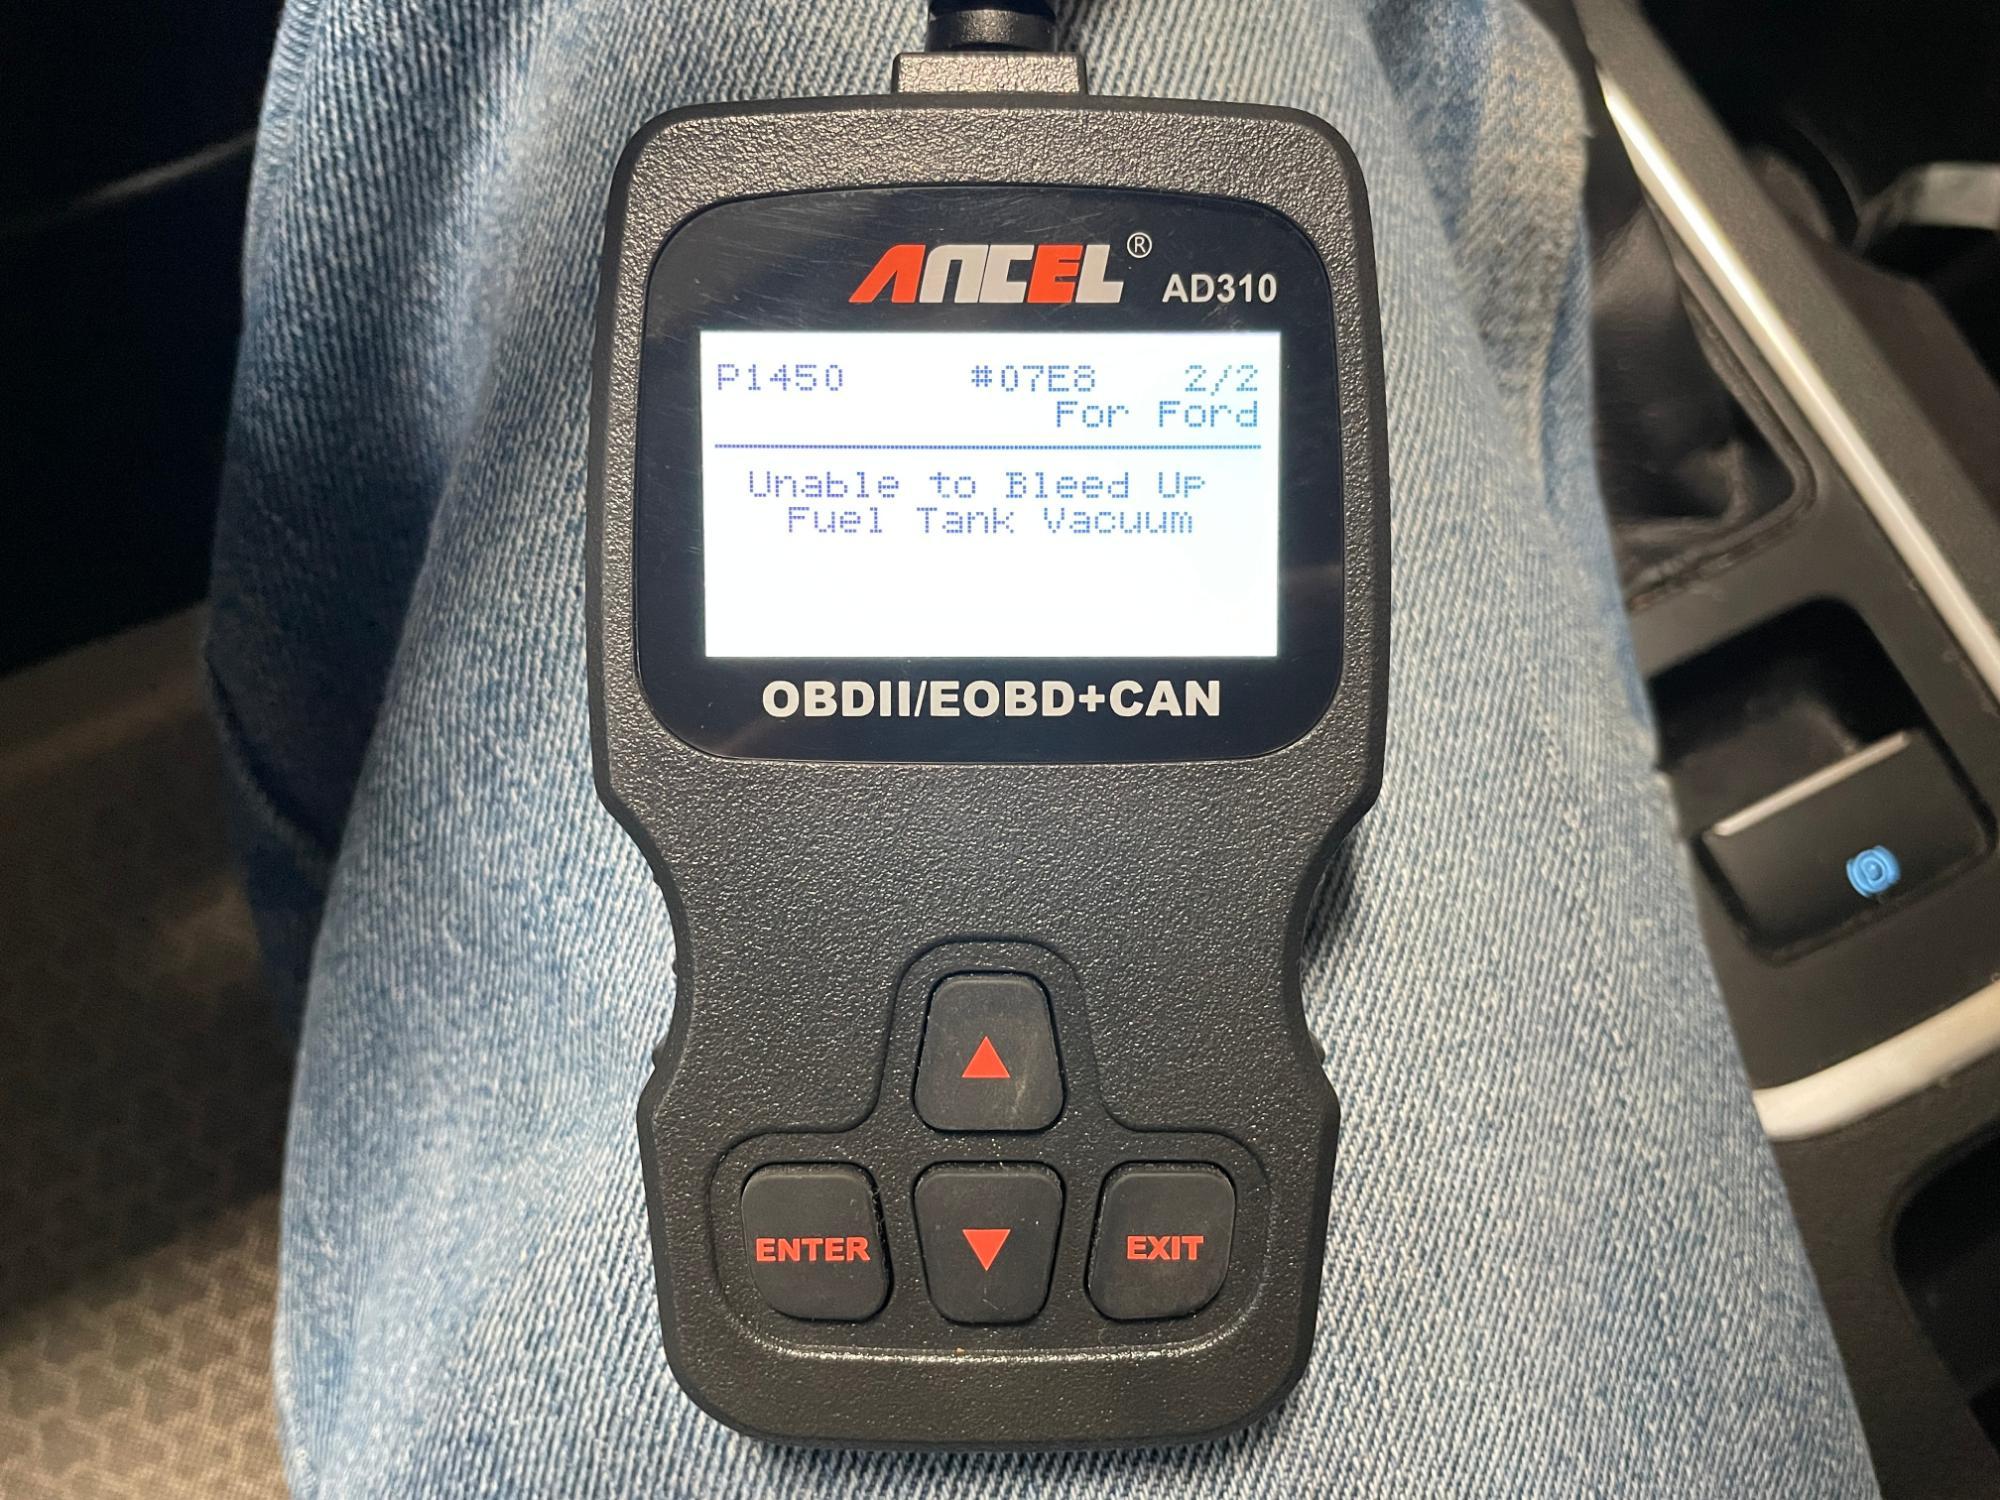 ANCEL® AD310
P1450 #07E8 2/2
For Ford
Unable to Bleed Up
Fuel Tank Vacuum
OBDII/EOBD+CAN
ENTER EXIT